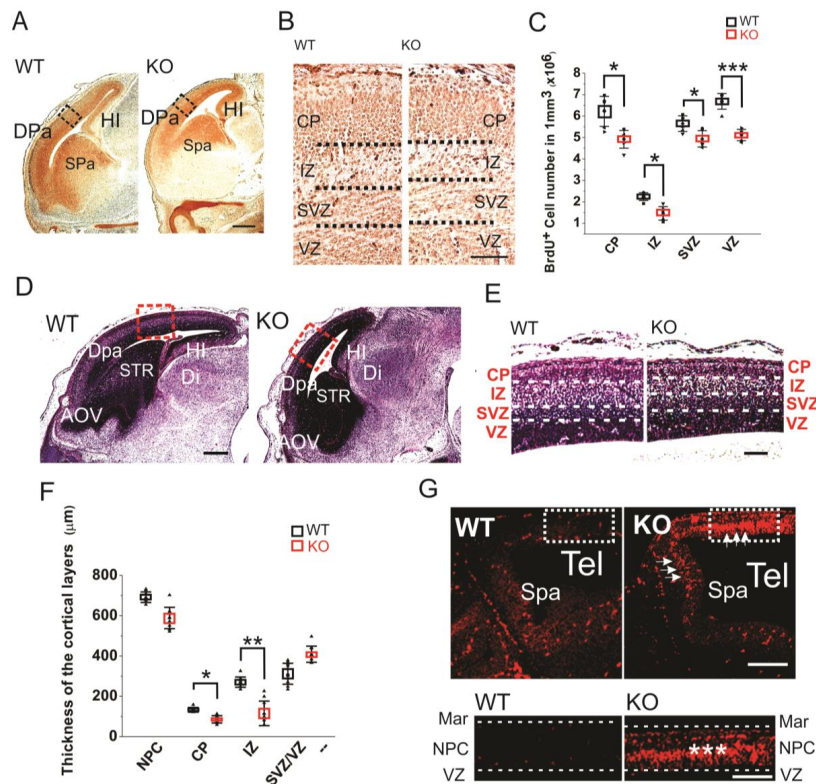 A
WT
KO
DPa
HI
SPa
DPa
HI
Spa
B
WT
KO
CP
CP
IZ
IZ
SVZ
SVZ
VZ
VZ
C
WT
KO
BrdU+ Cell number in 1mm3 (x106)
8
7
6
5
4
3
2
1
*
*
*
***
CP
IZ
SVZ
VZ
D
WT
KO
Dpa
HI
STR
Di
AOV
Dpa
HI
STR
Di
AOV
E
WT
KO
CP
CP
IZ
IZ
SVZ
SVZ
VZ
VZ
F
WT
KO
Thickness of the cortical layers (μm)
800
600
400
200
0
*
**
NPC
CP
IZ
SVZ/VZ
--
G
WT
KO
Tel
Spa
Tel
Spa
WT
KO
Mar
Mar
NPC
***
NPC
VZ
VZ